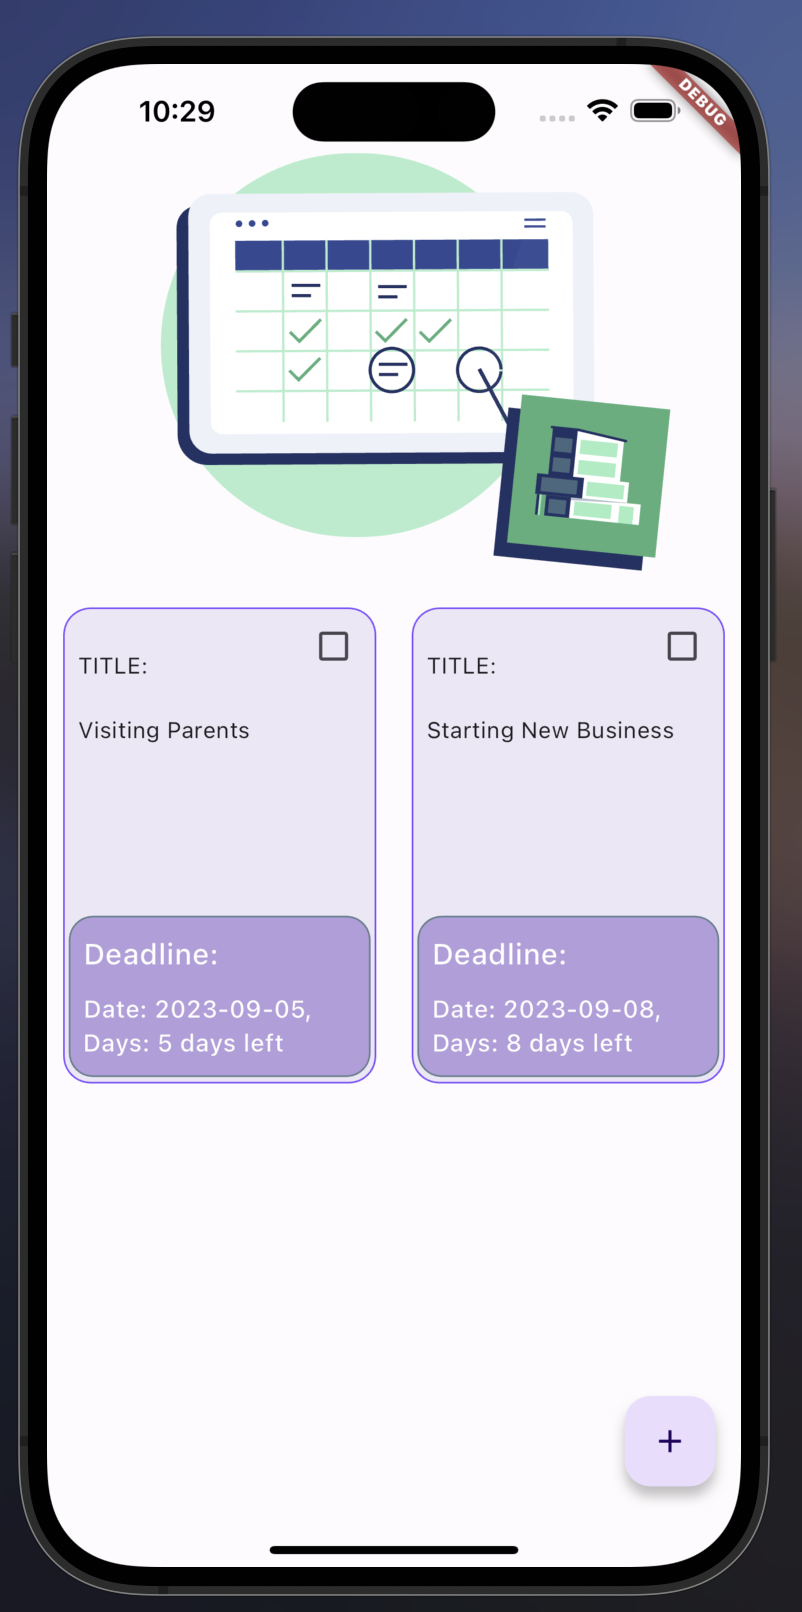 10:29
DEBUG
TITLE:
Visiting Parents
Deadline:
Date: 2023-09-05,
Days: 5 days left
TITLE:
Starting New Business
Deadline:
Date: 2023-09-08,
Days: 8 days left
+